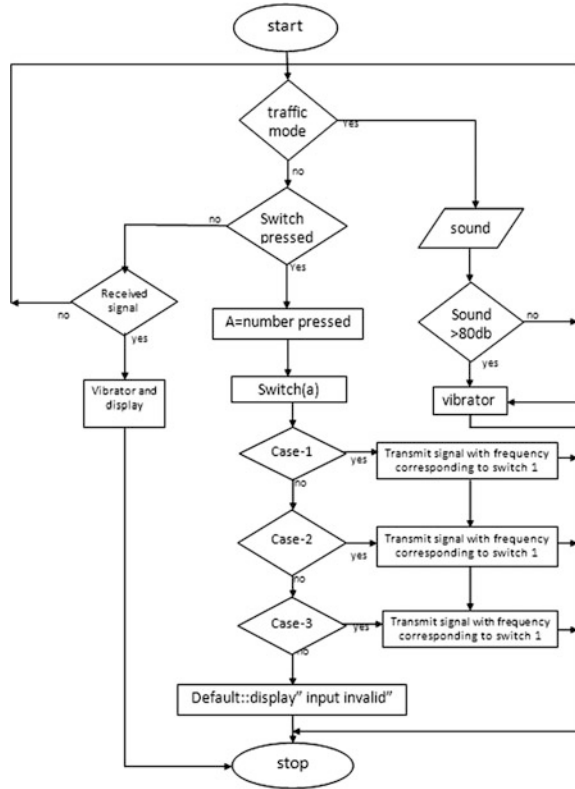 start
traffic
mode
Yes
no
Switch
pressed
no
Yes
sound
Received
signal
no
yes
A=number pressed
Sound
>80db
no
yes
Vibrator and
display
Switch(a)
vibrator
Case-1
yes
no
Transmit signal with frequency
corresponding to switch 1
Case-2
yes
no
Transmit signal with frequency
corresponding to switch 1
Case-3
yes
no
Transmit signal with frequency
corresponding to switch 1
Default::display” input invalid”
stop